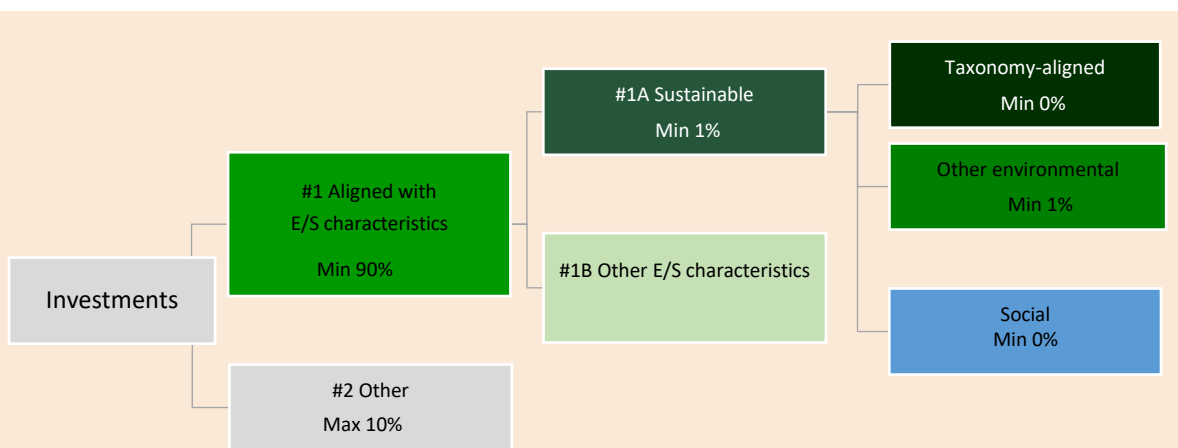 Investments
#1 Aligned with
E/S characteristics
Min 90%
#2 Other
Max 10%
#1A Sustainable
Min 1%
#1B Other E/S characteristics
Taxonomy-aligned
Min 0%
Other environmental
Min 1%
Social
Min 0%